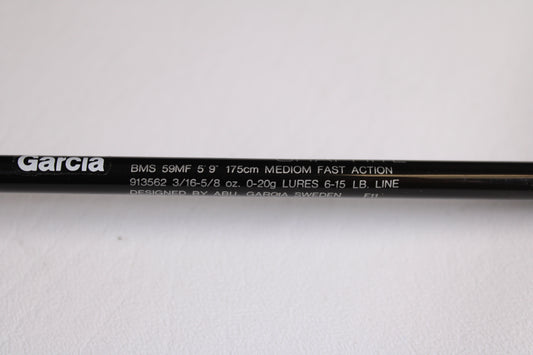 Garcia
BMS 59MF 5'9" 175cm MEDIOM FAST ACTION
913562 3/16-5/8 oz. 0-20g LURES 6-15 LB. LINE
DESIGNED BY ABU GARCIA SWEDEN